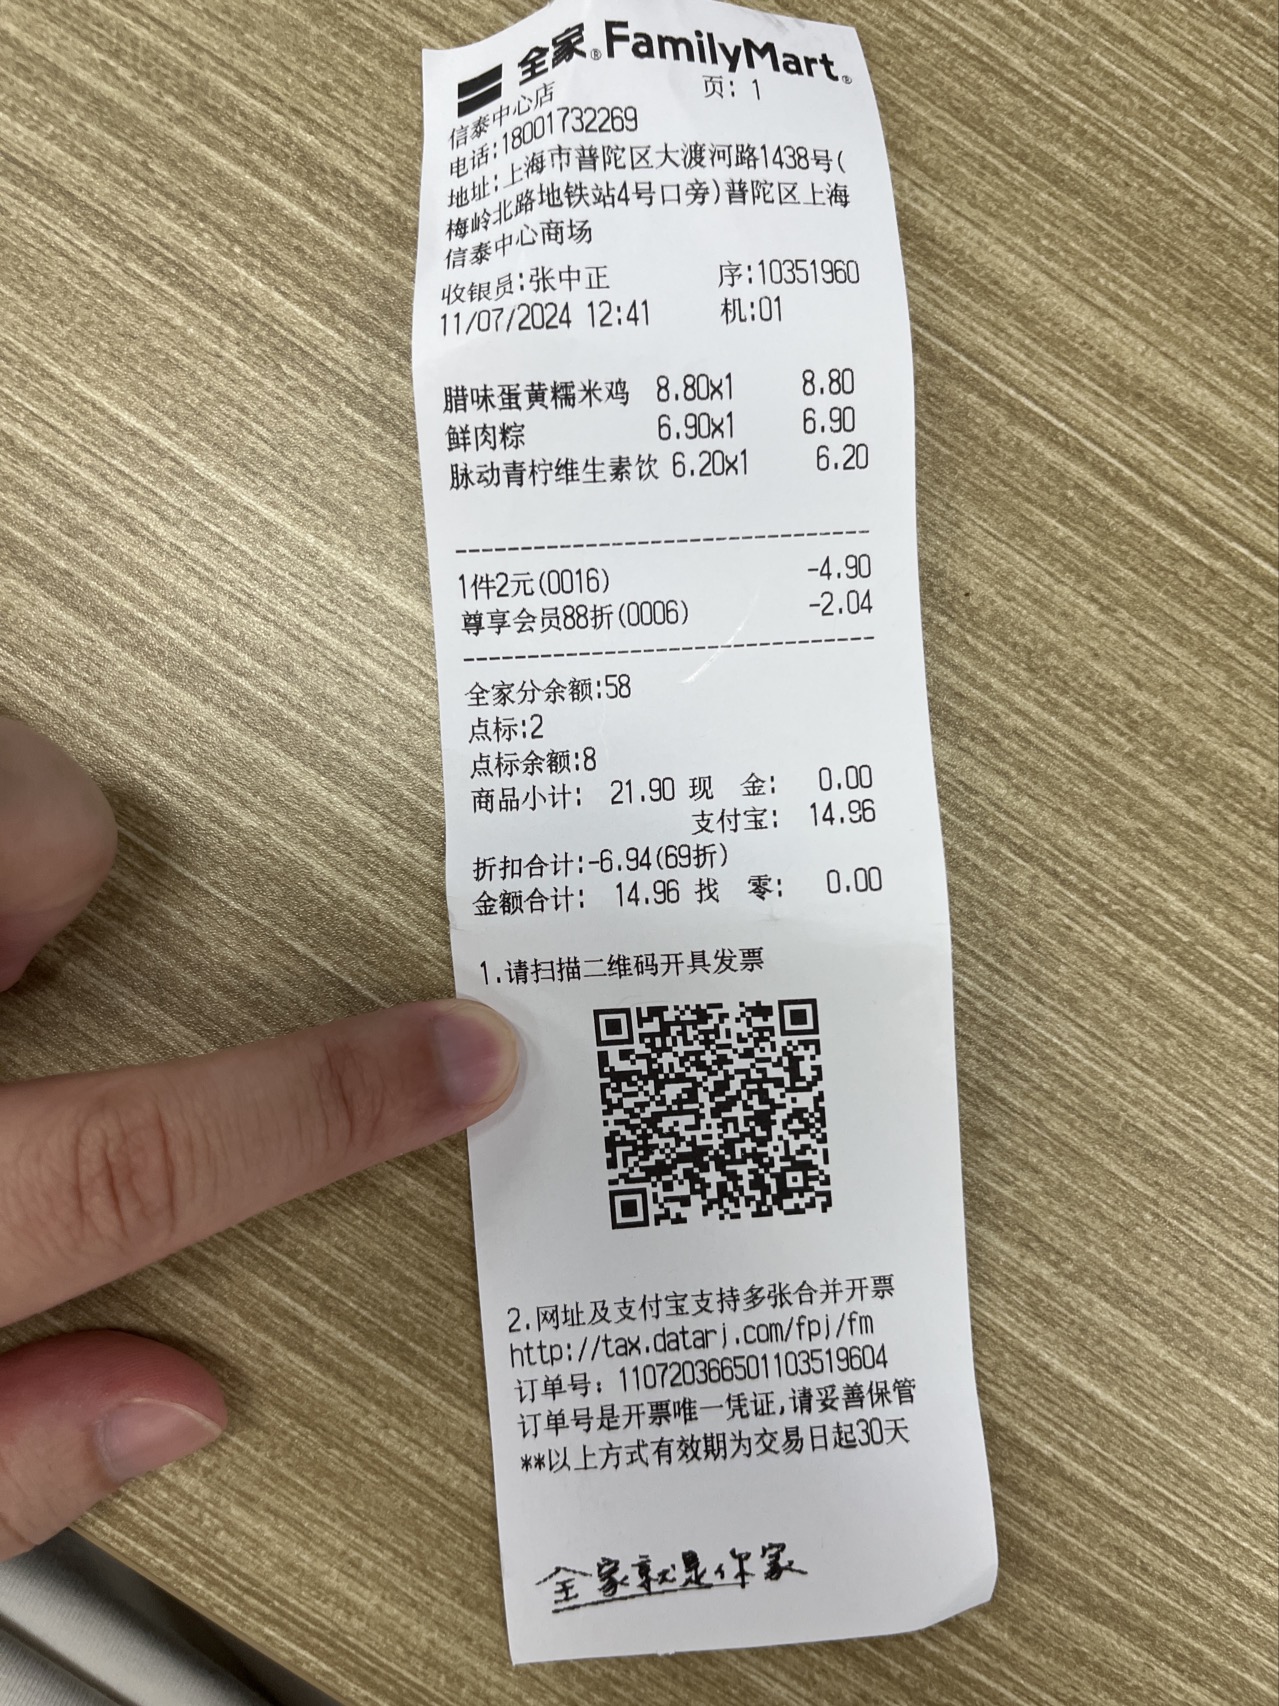 全家®FamilyMart®
信泰中心店 页: 1
电话:18001732269
地址:上海市普陀区大渡河路1438号(
梅岭北路地铁站4号口旁)普陀区上海
信泰中心商场
收银员:张中正 序:10351960
11/07/2024 12:41 机:01
腊味蛋黄糯米鸡 8.80x1 8.80
鲜肉粽 6.90x1 6.90
脉动青柠维生素饮 6.20x1 6.20
1件2元(0016) -4.90
尊享会员88折(0006) -2.04
全家分余额:58
点标:2
点标余额:8
商品小计: 21.90 现 金: 0.00
支付宝: 14.96
折扣合计:-6.94(69折)
金额合计: 14.96 找 零: 0.00
1.请扫描二维码开具发票
2.网址及支付宝支持多张合并开票
http://tax.datarj.com/fpj/fm
订单号: 110720366501103519604
订单号是开票唯一凭证,请妥善保管
**以上方式有效期为交易日起30天
全家就是你家